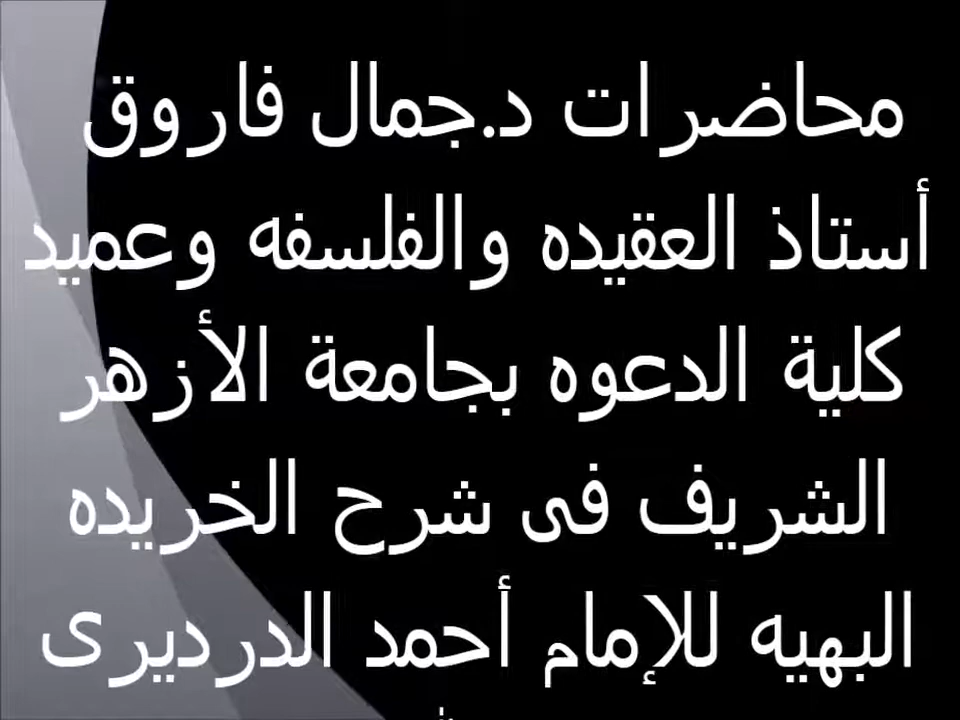 محاضرات د.جمال فاروق
أستاذ العقيده والفلسفه وعميد
كلية الدعوه بجامعة الأزهر
الشريف فى شرح الخريده
البهيه للإمام أحمد الدرديرى